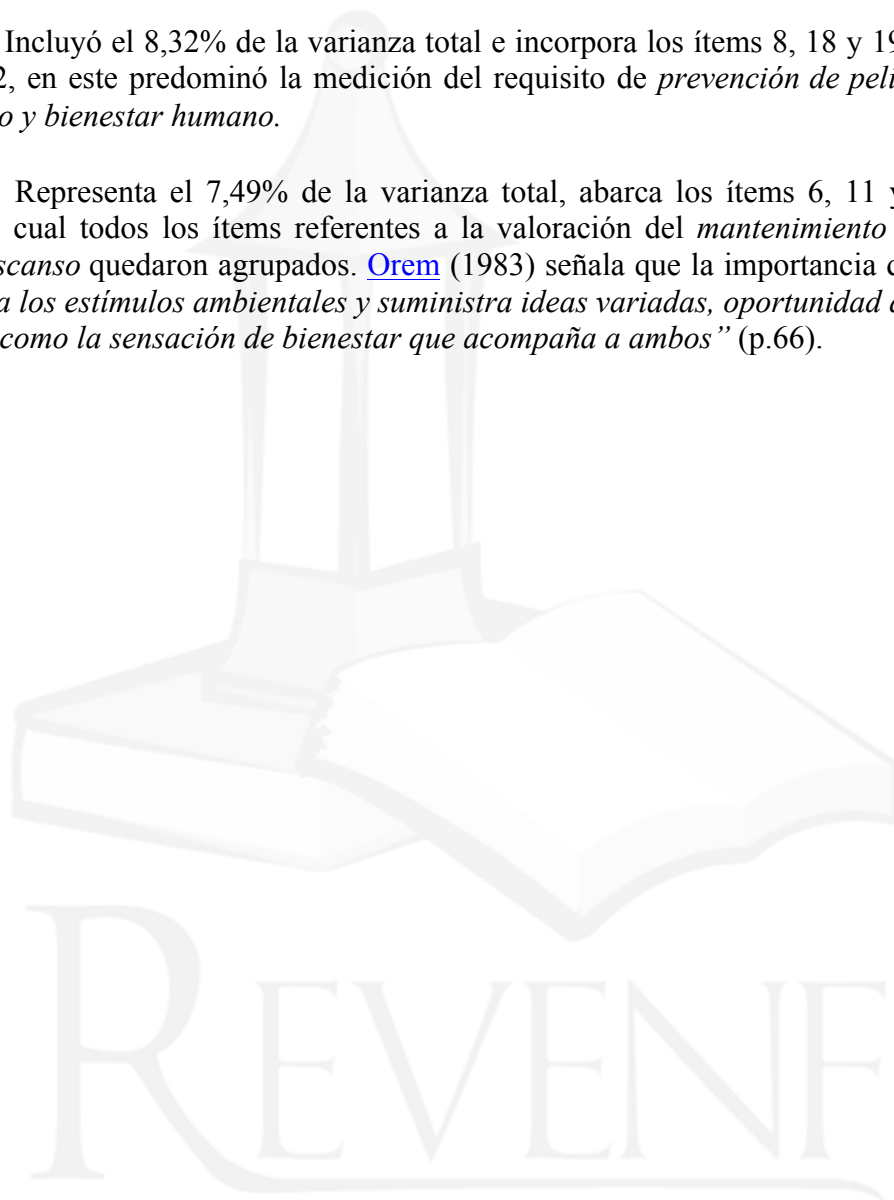 Incluyó el 8,32% de la varianza total e incorpora los ítems 8, 18 y 19
2, en este predominó la medición del requisito de prevención de peli
o y bienestar humano.
Representa el 7,49% de la varianza total, abarca los ítems 6, 11 y
cual todos los ítems referentes a la valoración del mantenimiento
scanso quedaron agrupados. Orem (1983) señala que la importancia d
a los estímulos ambientales y suministra ideas variadas, oportunidad d
como la sensación de bienestar que acompaña a ambos” (p.66).
REVENF